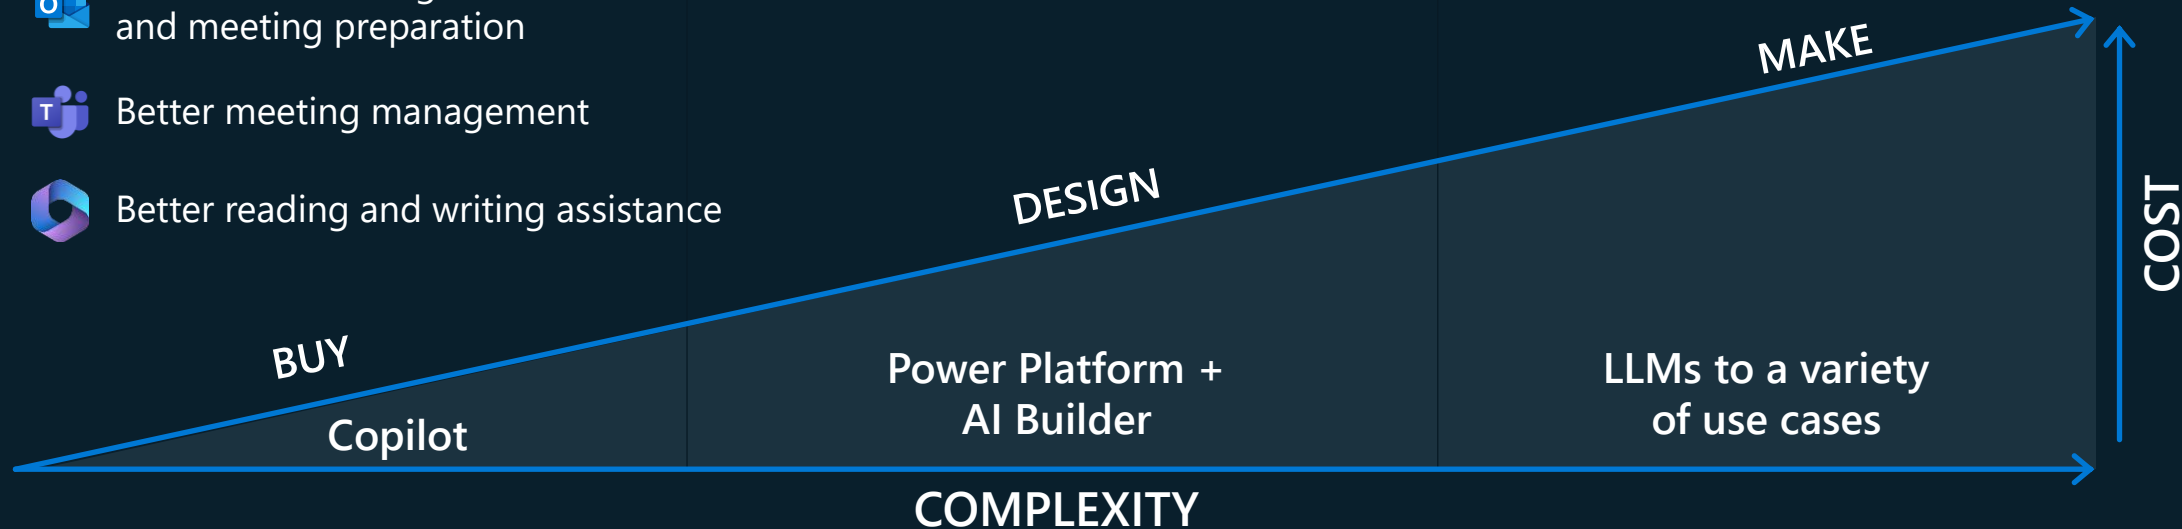 and meeting preparation
Better meeting management
Better reading and writing assistance
BUY
DESIGN
MAKE
Copilot
Power Platform +
AI Builder
LLMs to a variety
of use cases
COMPLEXITY
COST